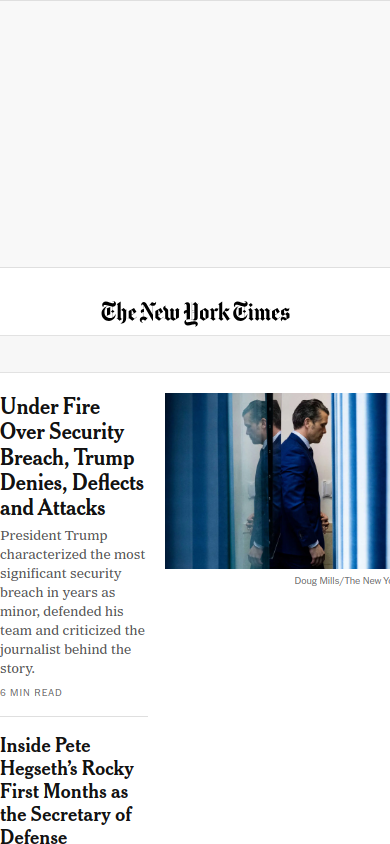 The New York Times
Under Fire
Over Security
Breach, Trump
Denies, Deflects
and Attacks
President Trump
characterized the most
significant security
breach in years as
minor, defended his
team and criticized the
journalist behind the
story.
6 MIN READ
Doug Mills/The New Yo
Inside Pete
Hegseth’s Rocky
First Months as
the Secretary of
Defense